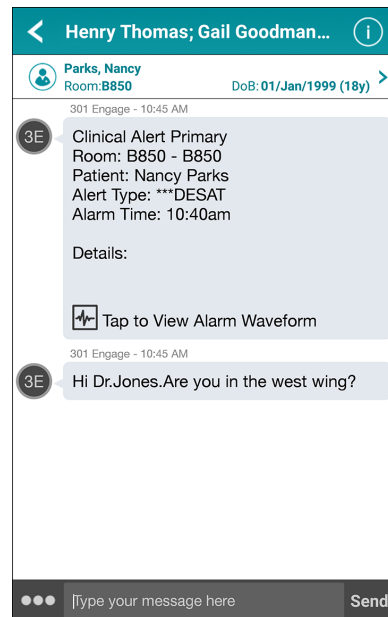 Henry Thomas; Gail Goodman...
Parks, Nancy
Room:B850 DoB:01/Jan/1999 (18y)
301 Engage - 10:45 AM
3E
Clinical Alert Primary
Room: B850 - B850
Patient: Nancy Parks
Alert Type: ***DESAT
Alarm Time: 10:40am
Details:
Tap to View Alarm Waveform
301 Engage - 10:45 AM
3E
Hi Dr.Jones.Are you in the west wing?
Type your message here
Send